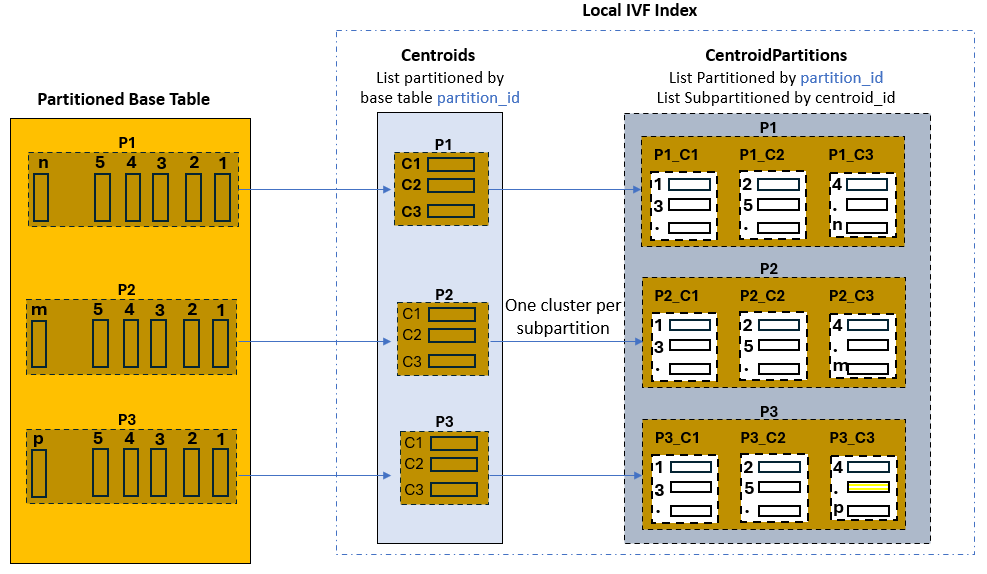 Local IVF Index
Partitioned Base Table
P1
n 5 4 3 2 1
P2
m 5 4 3 2 1
P3
p 5 4 3 2 1
Centroids
List partitioned by
base table partition_id
P1
C1
C2
C3
P2
C1
C2
C3
P3
C1
C2
C3
One cluster per
subpartition
CentroidPartitions
List Partitioned by partition_id
List Subpartitioned by centroid_id
P1
P1_C1 P1_C2 P1_C3
1 2 4
3 5 .
. . n
P2
P2_C1 P2_C2 P2_C3
1 2 4
3 5 .
. . m
P3
P3_C1 P3_C2 P3_C3
1 2 4
3 5 .
. . p